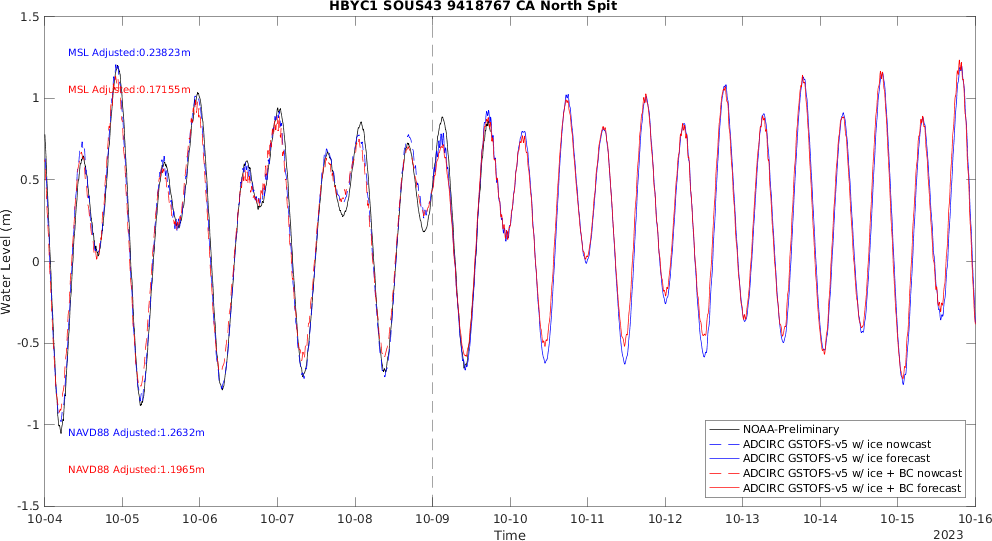 HBYC1 SOUS43 9418767 CA North Spit
1.5
1
0.5
0
-0.5
-1
-1.5
Water Level (m)
MSL Adjusted:0.23823m
MSL Adjusted:0.17155m
NAVD88 Adjusted:1.2632m
NAVD88 Adjusted:1.1965m
NOAA-Preliminary
ADCIRC GSTOFS-v5 w/ ice nowcast
ADCIRC GSTOFS-v5 w/ ice forecast
ADCIRC GSTOFS-v5 w/ ice + BC nowcast
ADCIRC GSTOFS-v5 w/ ice + BC forecast
10-04 10-05 10-06 10-07 10-08 10-09 10-10 10-11 10-12 10-13 10-14 10-15 10-16
Time
2023